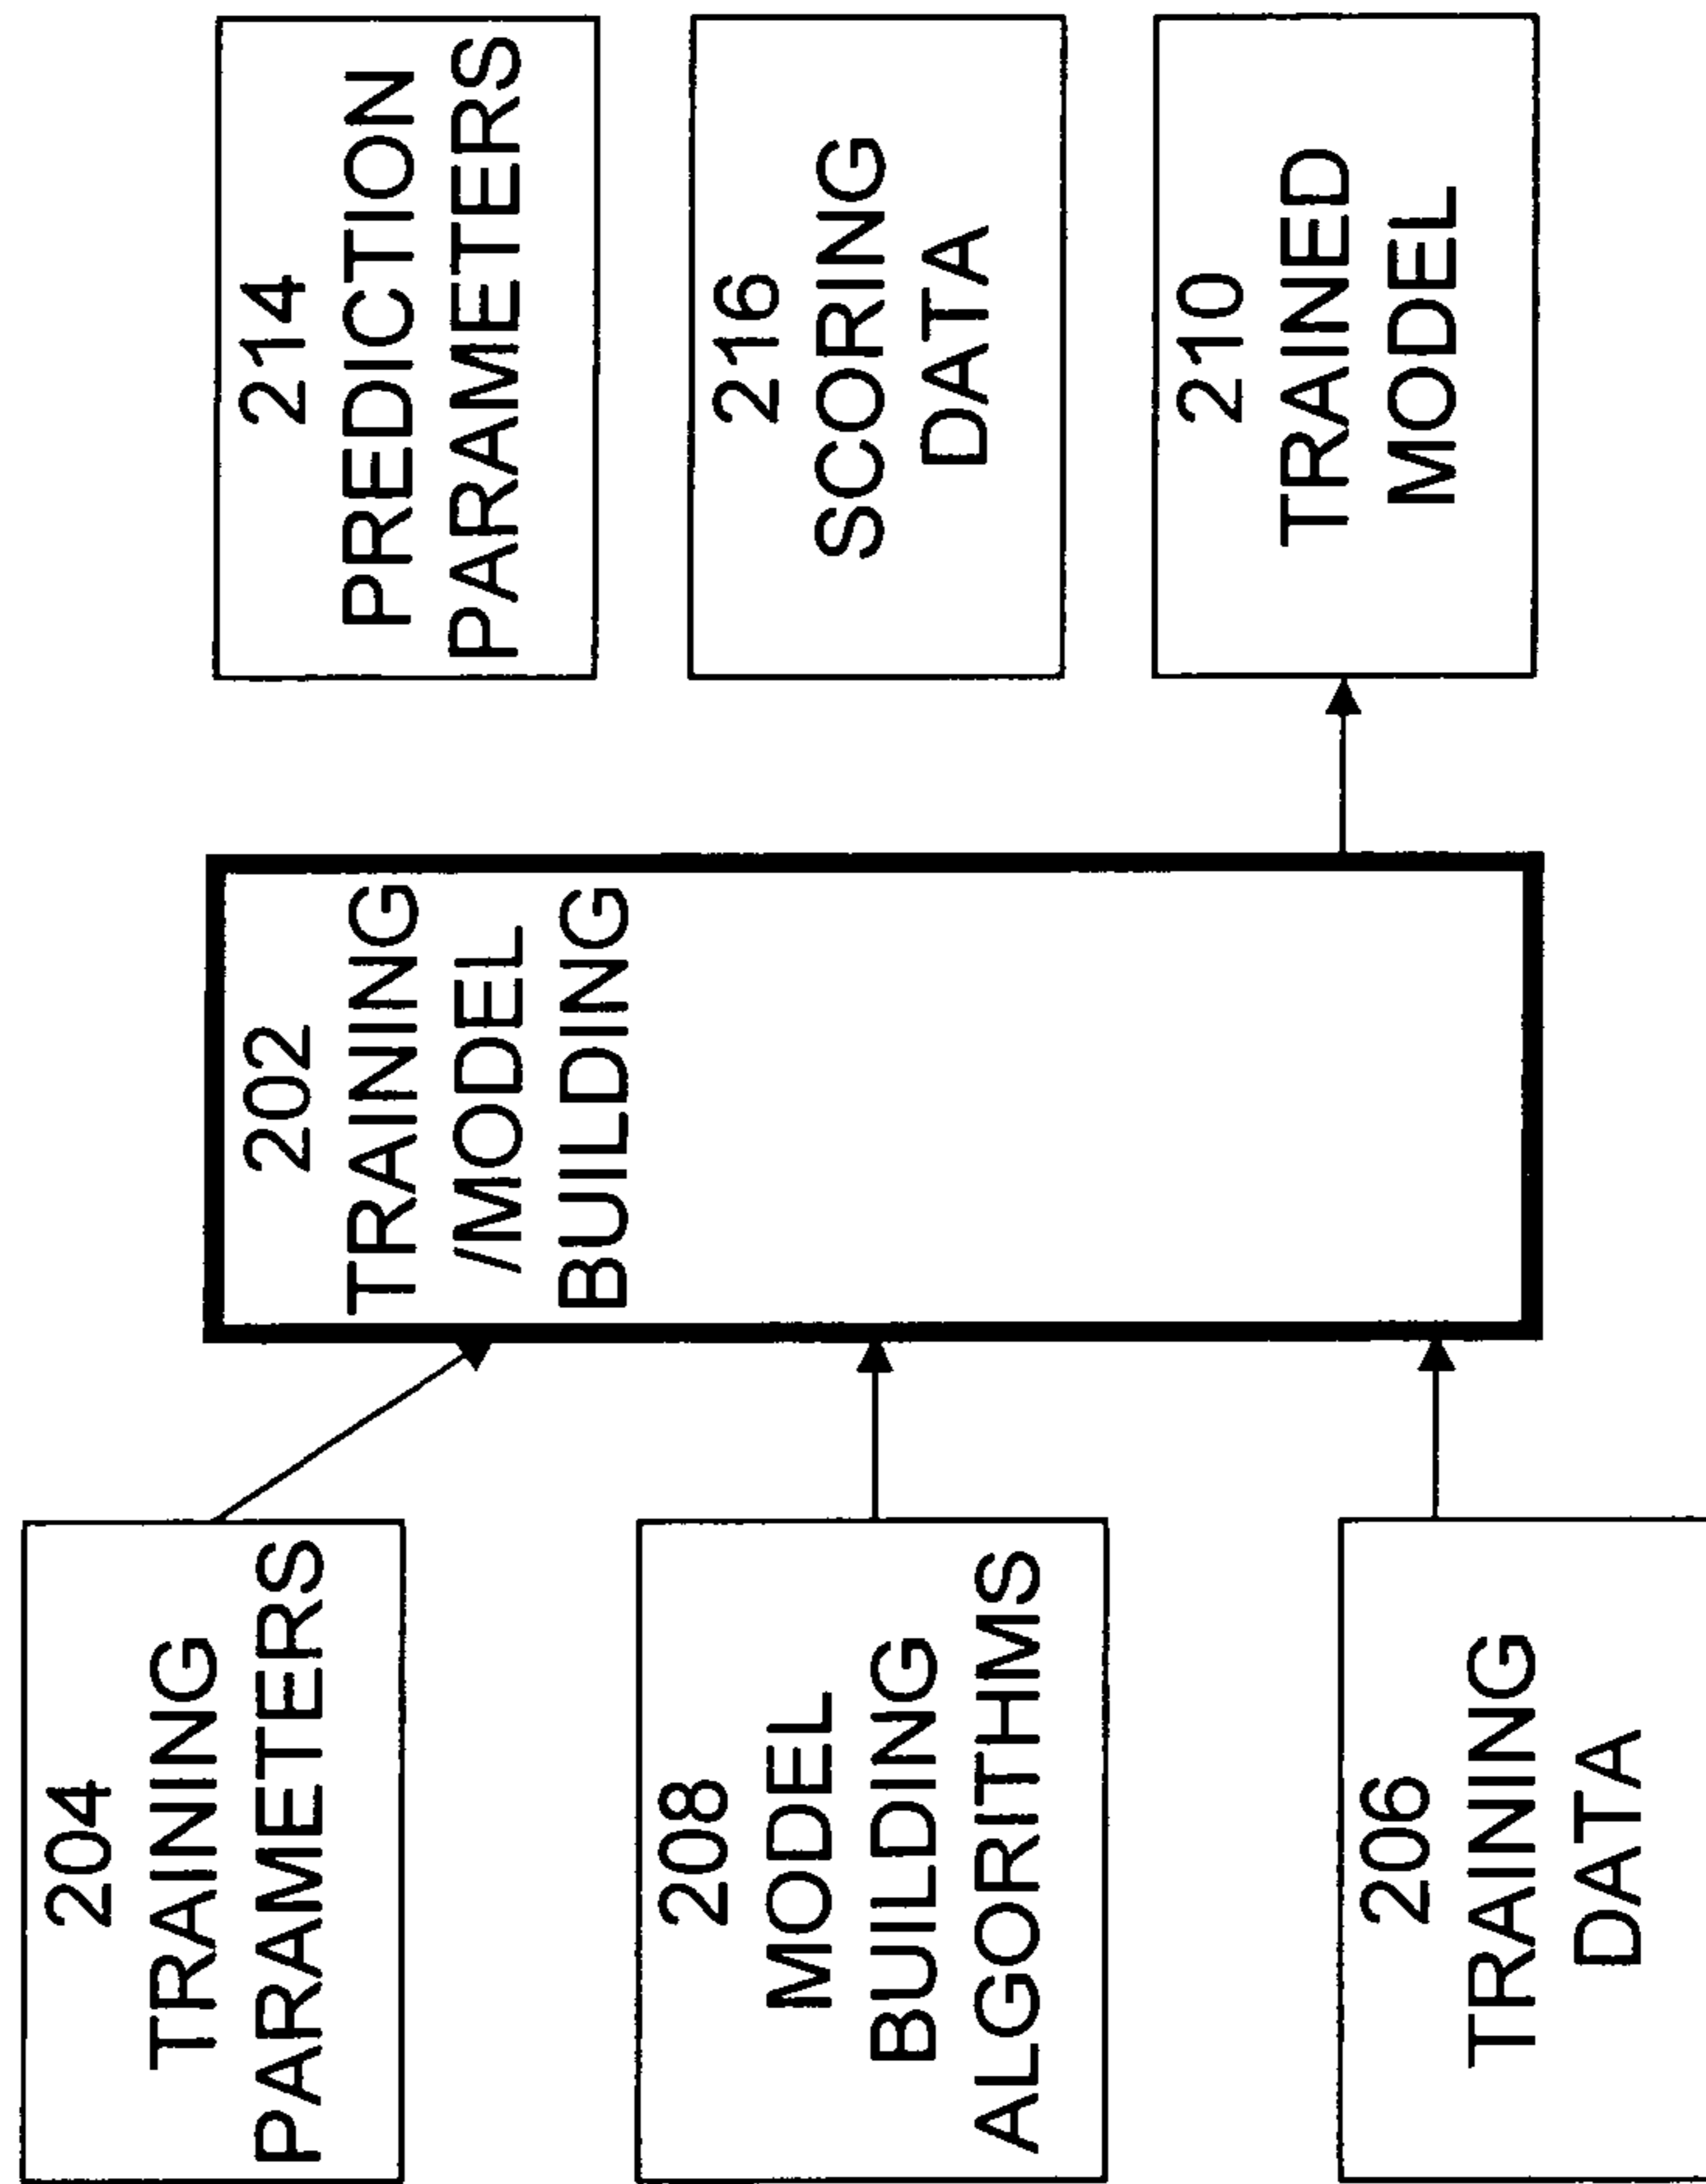 204
TRAINING
PARAMETERS
208
MODEL
BUILDING
ALGORITHMS
206
TRAINING
DATA
202
TRAINING
/MODEL
BUILDING
214
PREDICTION
PARAMETERS
216
SCORING
DATA
210
TRAINED
MODEL